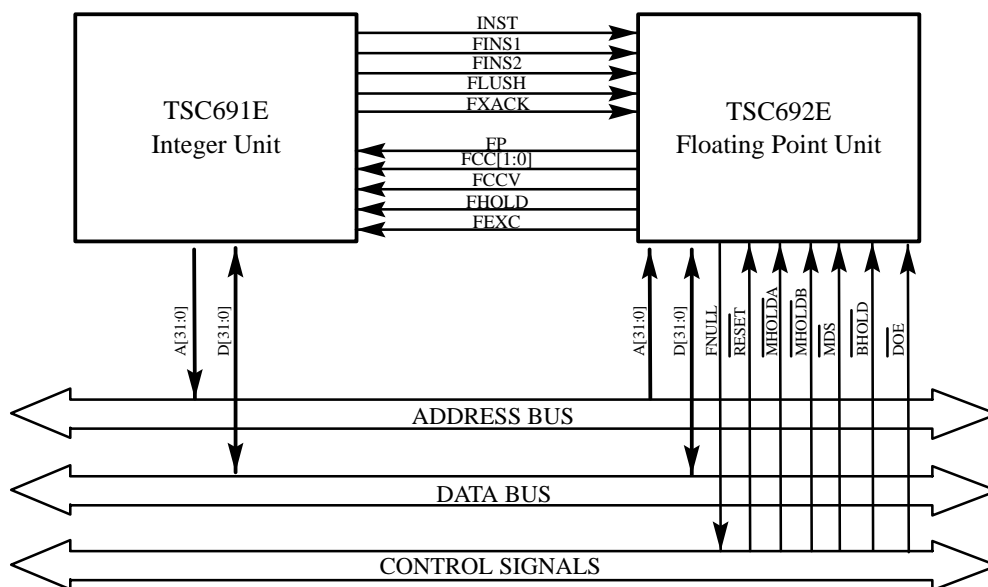 INST
FINS1
FINS2
FLUSH
FXACK
TSC691E
Integer Unit
TSC692E
Floating Point Unit
FP
FCC[1:0]
FCCV
FHOLD
FEXC
A[31:0]
D[31:0]
A[31:0]
D[31:0]
FNULL
RESET
MHOLDA
MHOLDB
MDS
BHOLD
DOE
ADDRESS BUS
DATA BUS
CONTROL SIGNALS